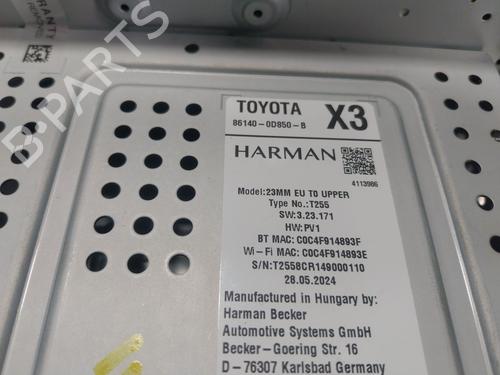 TOYOTA X3
86140-0D850-B
HARMAN
4113986
Model:23MM EU TO UPPER
Type No.:T255
SW:3.23.171
HW:PV1
BT MAC: C0C4F914893F
Wi-Fi MAC: C0C4F914893E
S/N:T2558CR149000110
28.05.2024
Manufactured in Hungary by:
Harman Becker
Automotive Systems GmbH
Becker-Goering Str. 16
D-76307 Karlsbad Germany